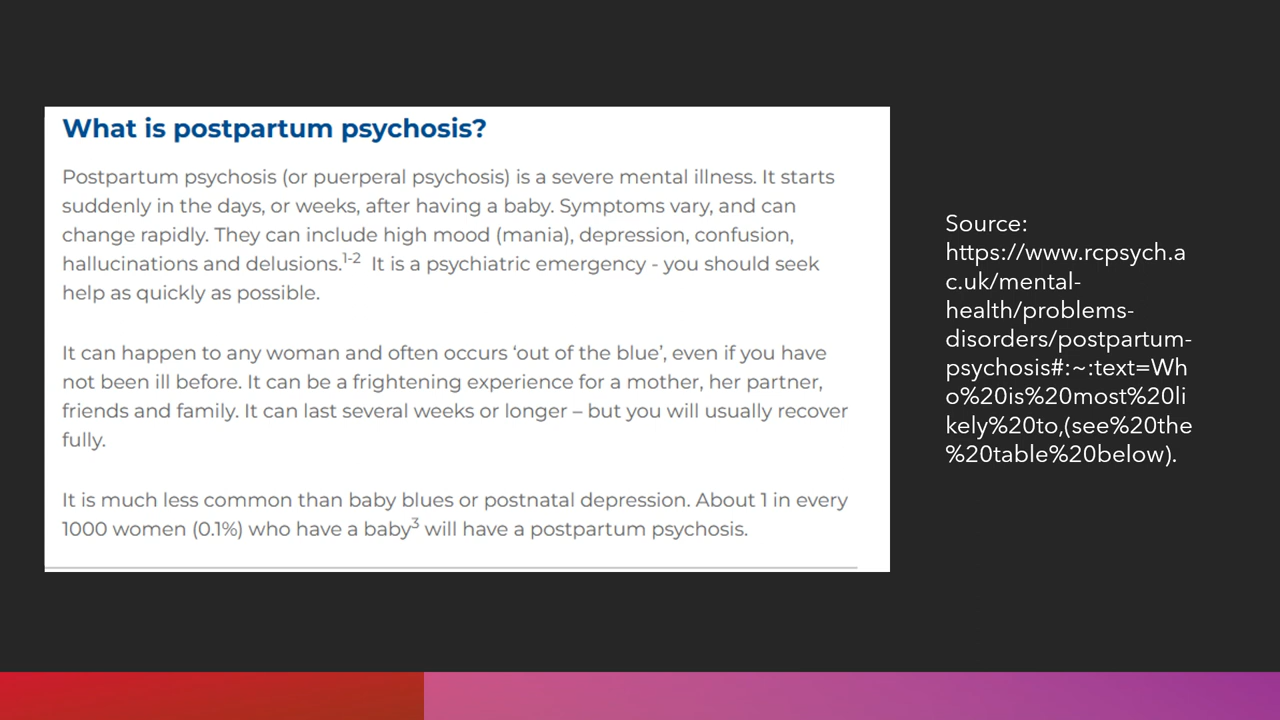 What is postpartum psychosis?
Postpartum psychosis (or puerperal psychosis) is a severe mental illness. It starts
suddenly in the days, or weeks, after having a baby. Symptoms vary, and can
change rapidly. They can include high mood (mania), depression, confusion,
hallucinations and delusions.1-2 It is a psychiatric emergency - you should seek
help as quickly as possible.
It can happen to any woman and often occurs ‘out of the blue’, even if you have
not been ill before. It can be a frightening experience for a mother, her partner,
friends and family. It can last several weeks or longer – but you will usually recover
fully.
It is much less common than baby blues or postnatal depression. About 1 in every
1000 women (0.1%) who have a baby3 will have a postpartum psychosis.
Source:
https://www.rcpsych.a
c.uk/mental-
health/problems-
disorders/postpartum-
psychosis#:~:text=Wh
o%20is%20most%20li
kely%20to,(see%20the
%20table%20below).